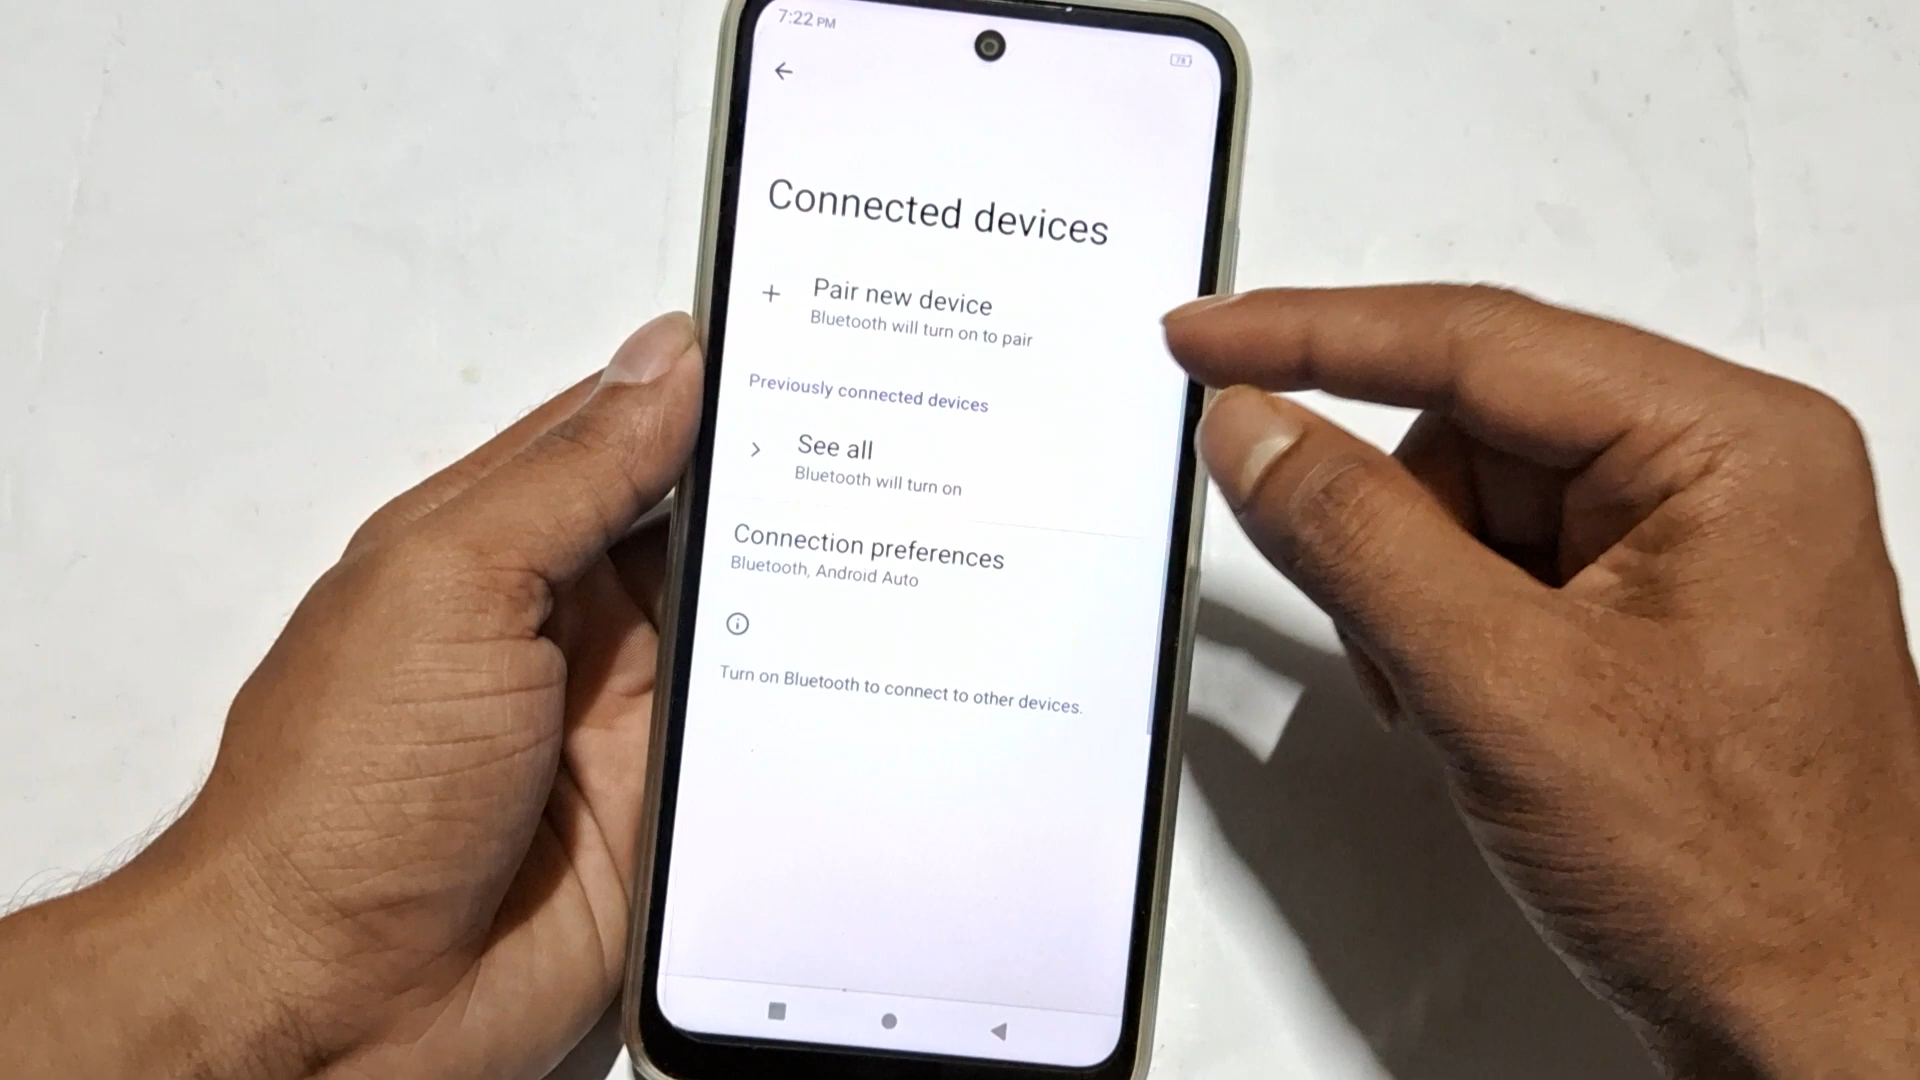 7:22 PM
78
Connected devices
Pair new device
Bluetooth will turn on to pair
Previously connected devices
See all
Bluetooth will turn on
Connection preferences
Bluetooth, Android Auto
Turn on Bluetooth to connect to other devices.